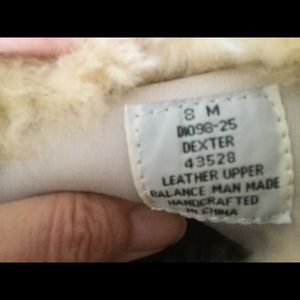 8 M
D1098-25
DEXTER
43528
LEATHER UPPER
BALANCE MAN MADE
HANDCRAFTED
IN CHINA